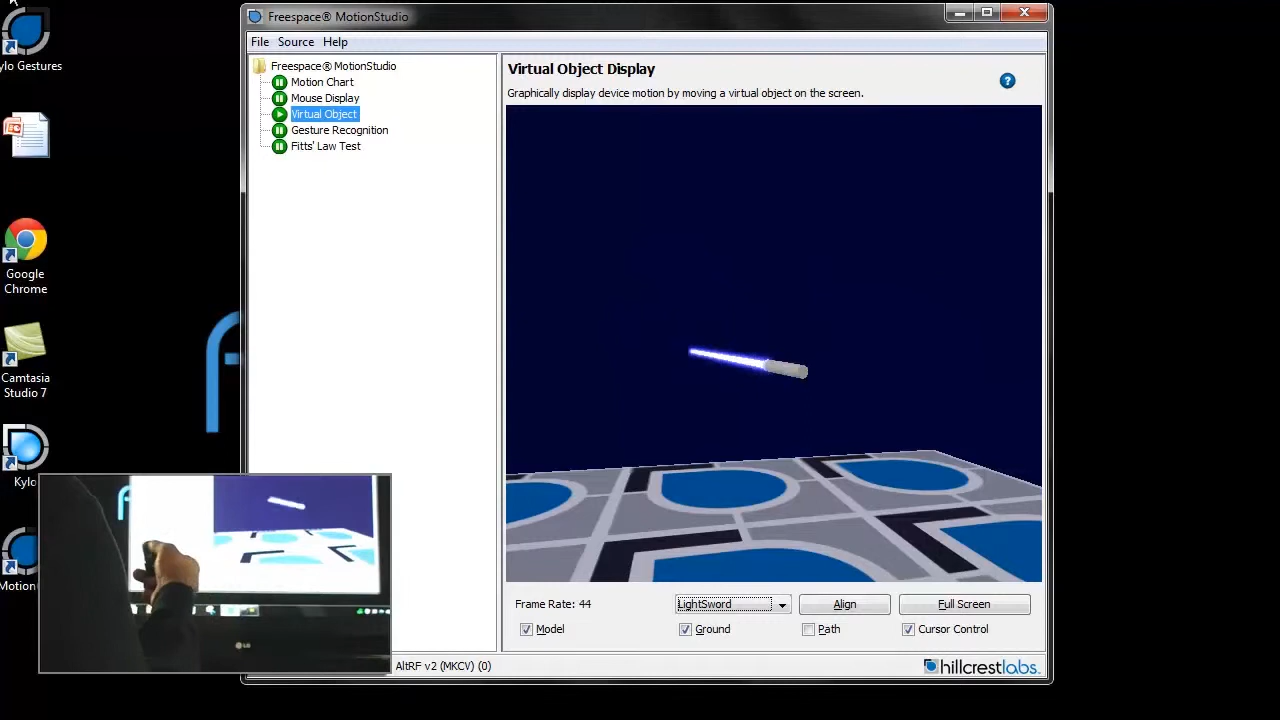 Freespace® MotionStudio
File Source Help
Freespace® MotionStudio
Motion Chart
Mouse Display
Virtual Object
Gesture Recognition
Fitts' Law Test
Virtual Object Display
Graphically display device motion by moving a virtual object on the screen.
?
Frame Rate: 44
LightSword
Align
Full Screen
Model
Ground
Path
Cursor Control
AltRF v2 (MKCV) (0)
hillcrestlabs.
ylo Gestures
Google
Chrome
Camtasia
Studio 7
Kylo
Motion
LG